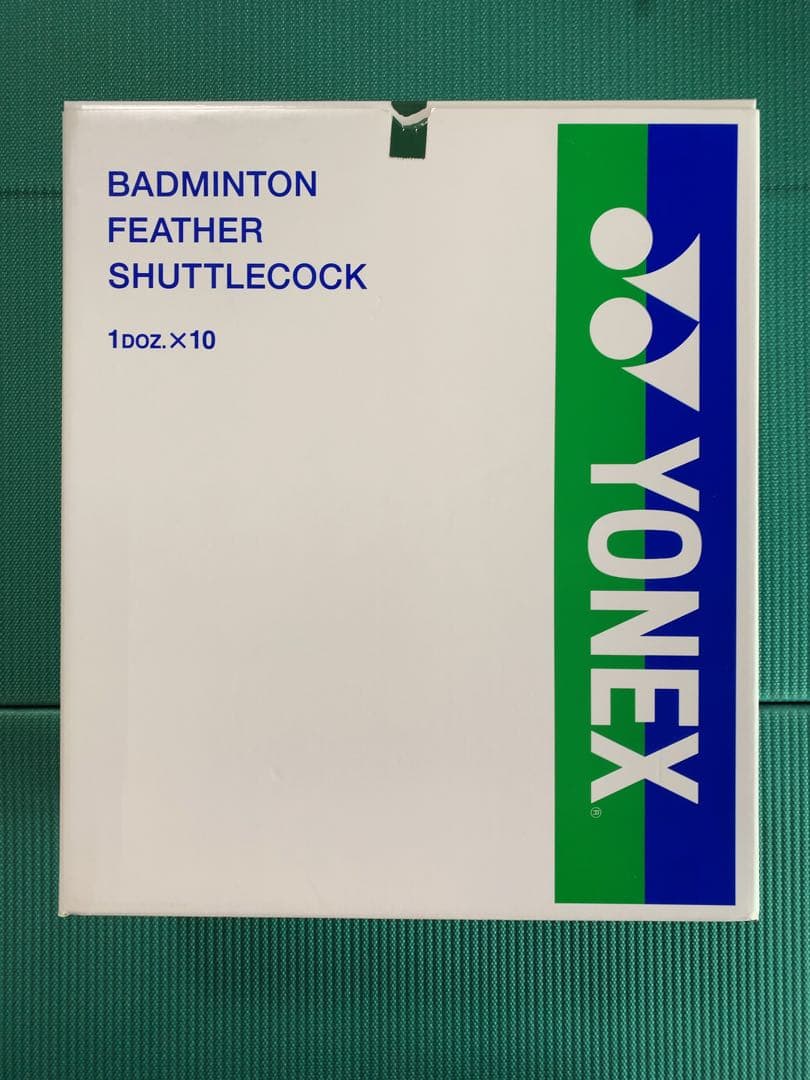 BADMINTON
FEATHER
SHUTTLECOCK
1DOZ.×10
YONEX®